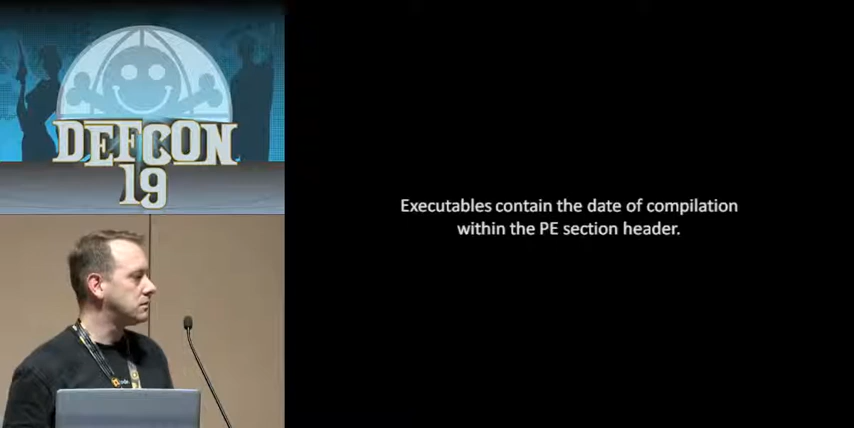 DEFCON
19
Executables contain the date of compilation
within the PE section header.